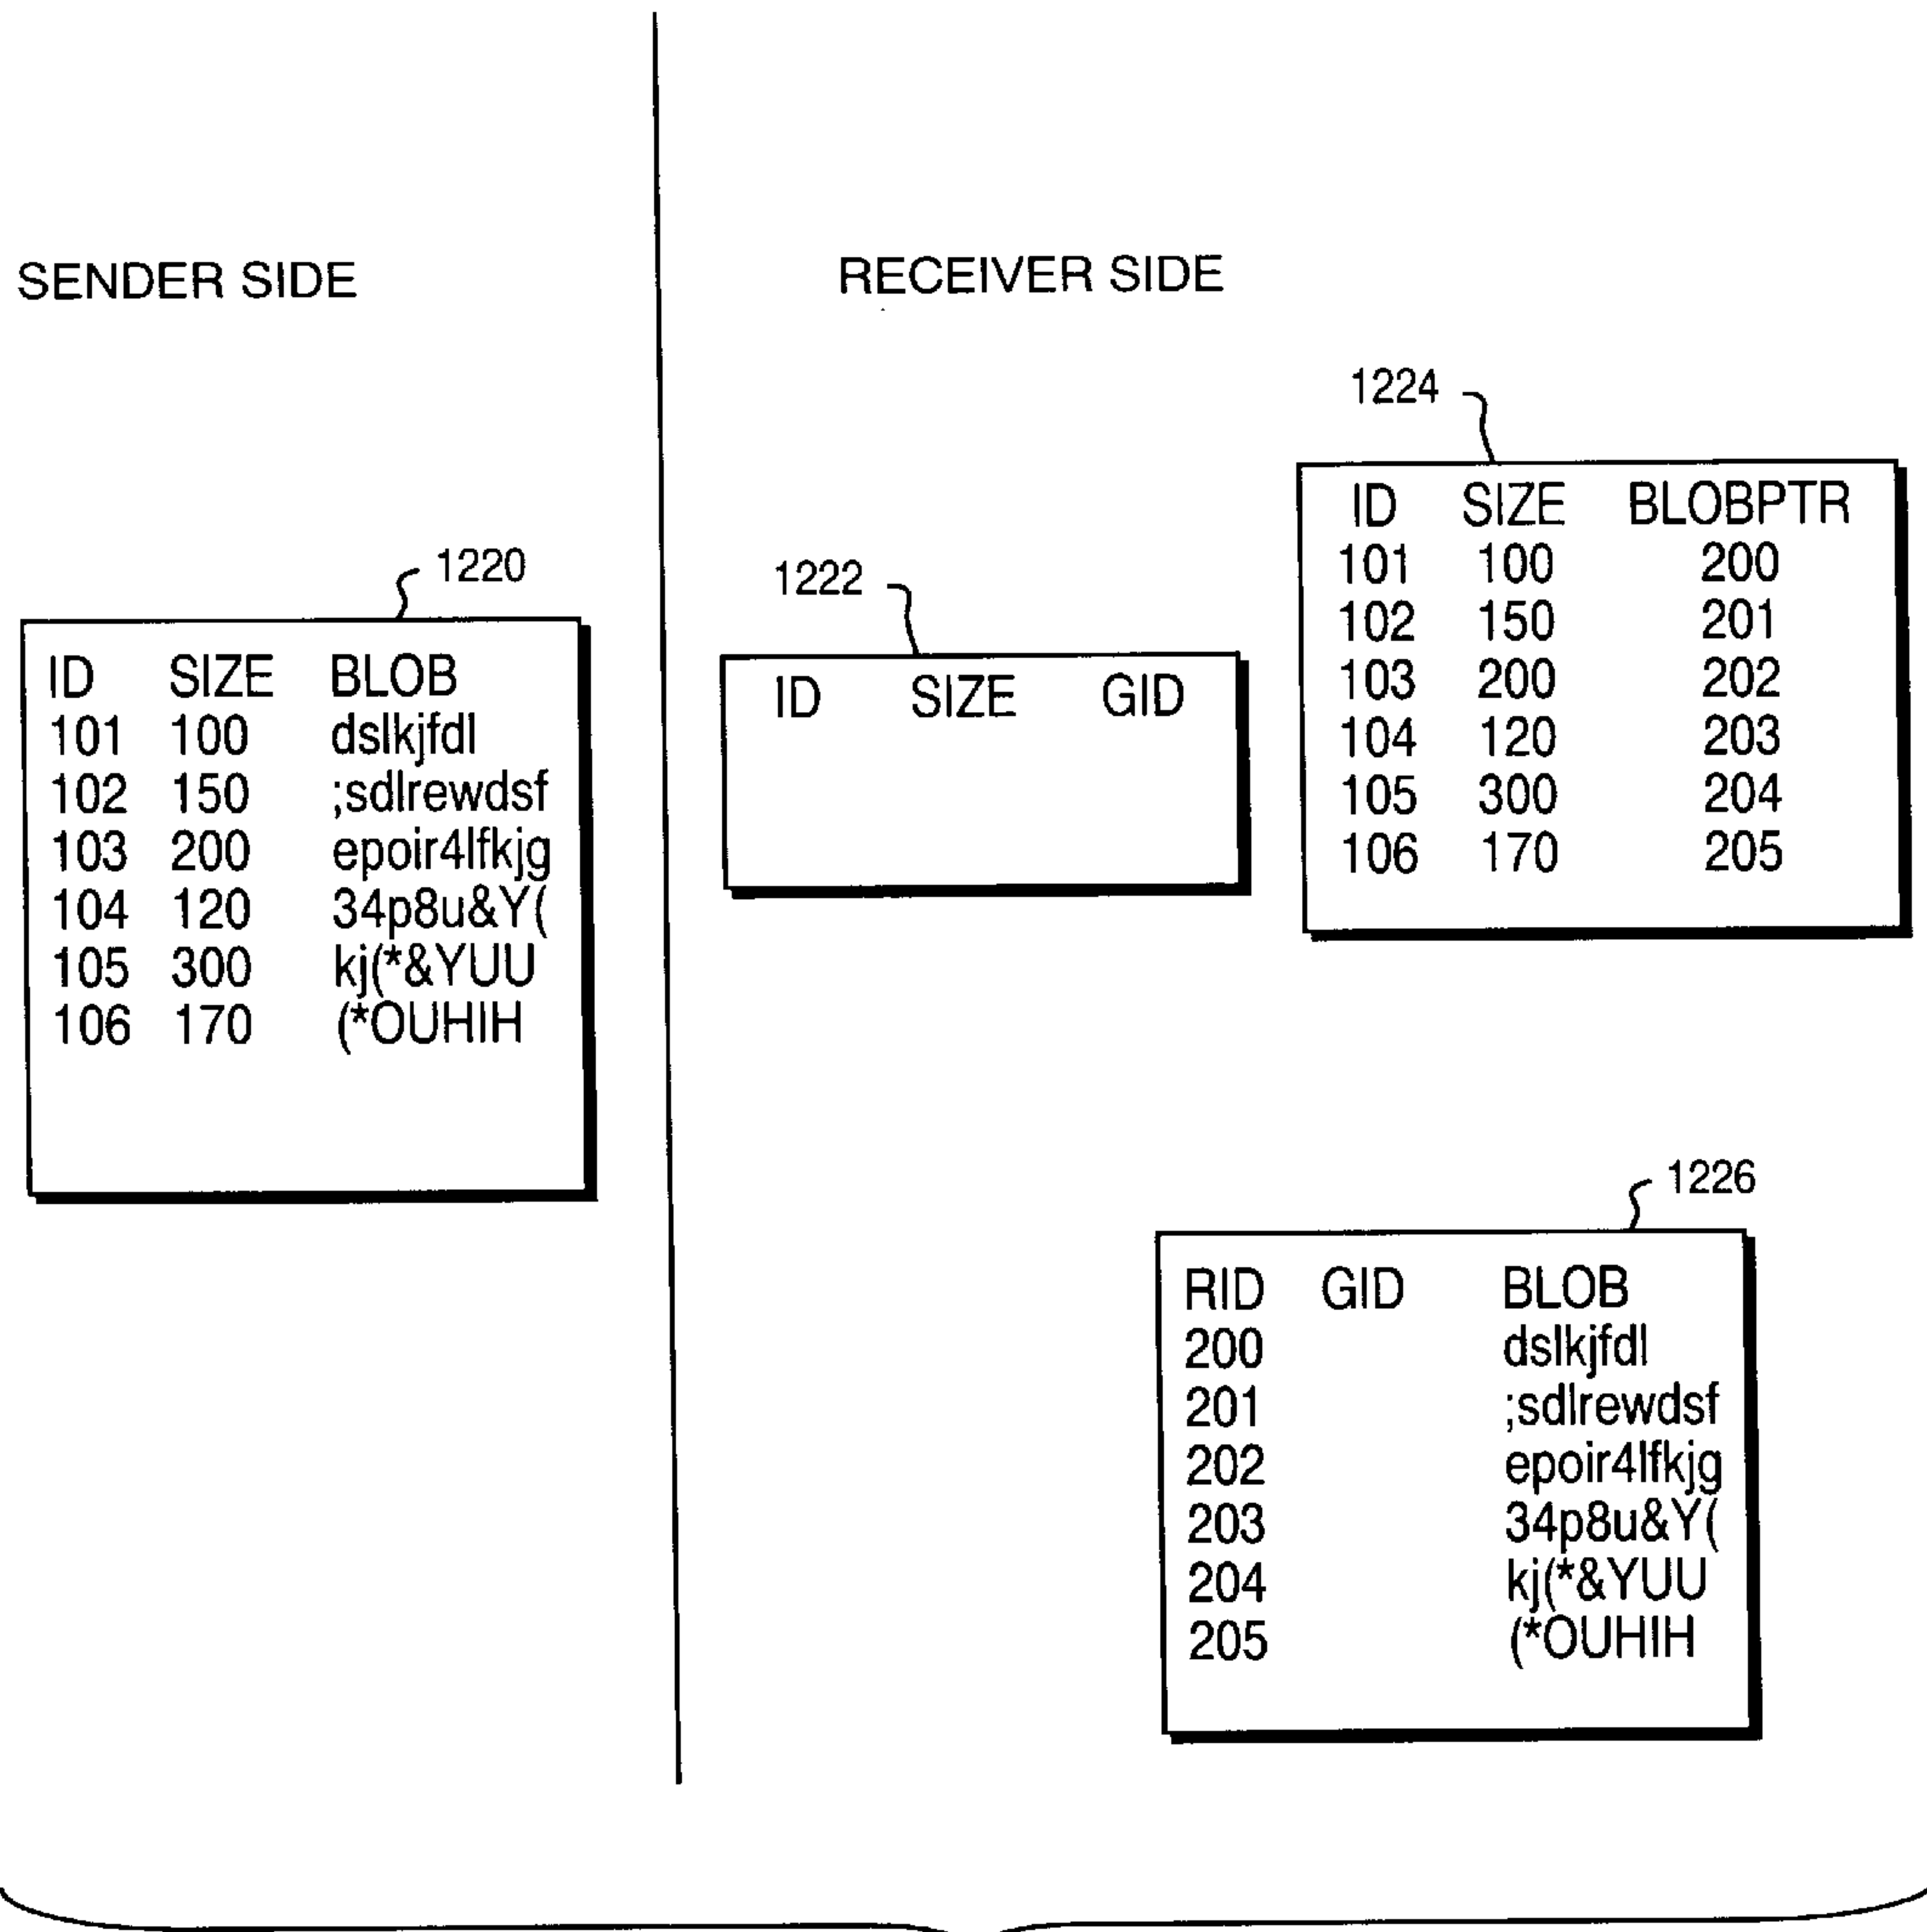 SENDER SIDE
RECEIVER SIDE
1220
ID SIZE BLOB
101 100 dslkjfdl
102 150 ;sdlrewdsf
103 200 epoir4lfkjg
104 120 34p8u&Y(
105 300 kj(*&YUU
106 170 (*OUHIH
1222
ID SIZE GID
1224
ID SIZE BLOBPTR
101 100 200
102 150 201
103 200 202
104 120 203
105 300 204
106 170 205
1226
RID GID BLOB
200 dslkjfdl
201 ;sdlrewdsf
202 epoir4lfkjg
203 34p8u&Y(
204 kj(*&YUU
205 (*OUHIH